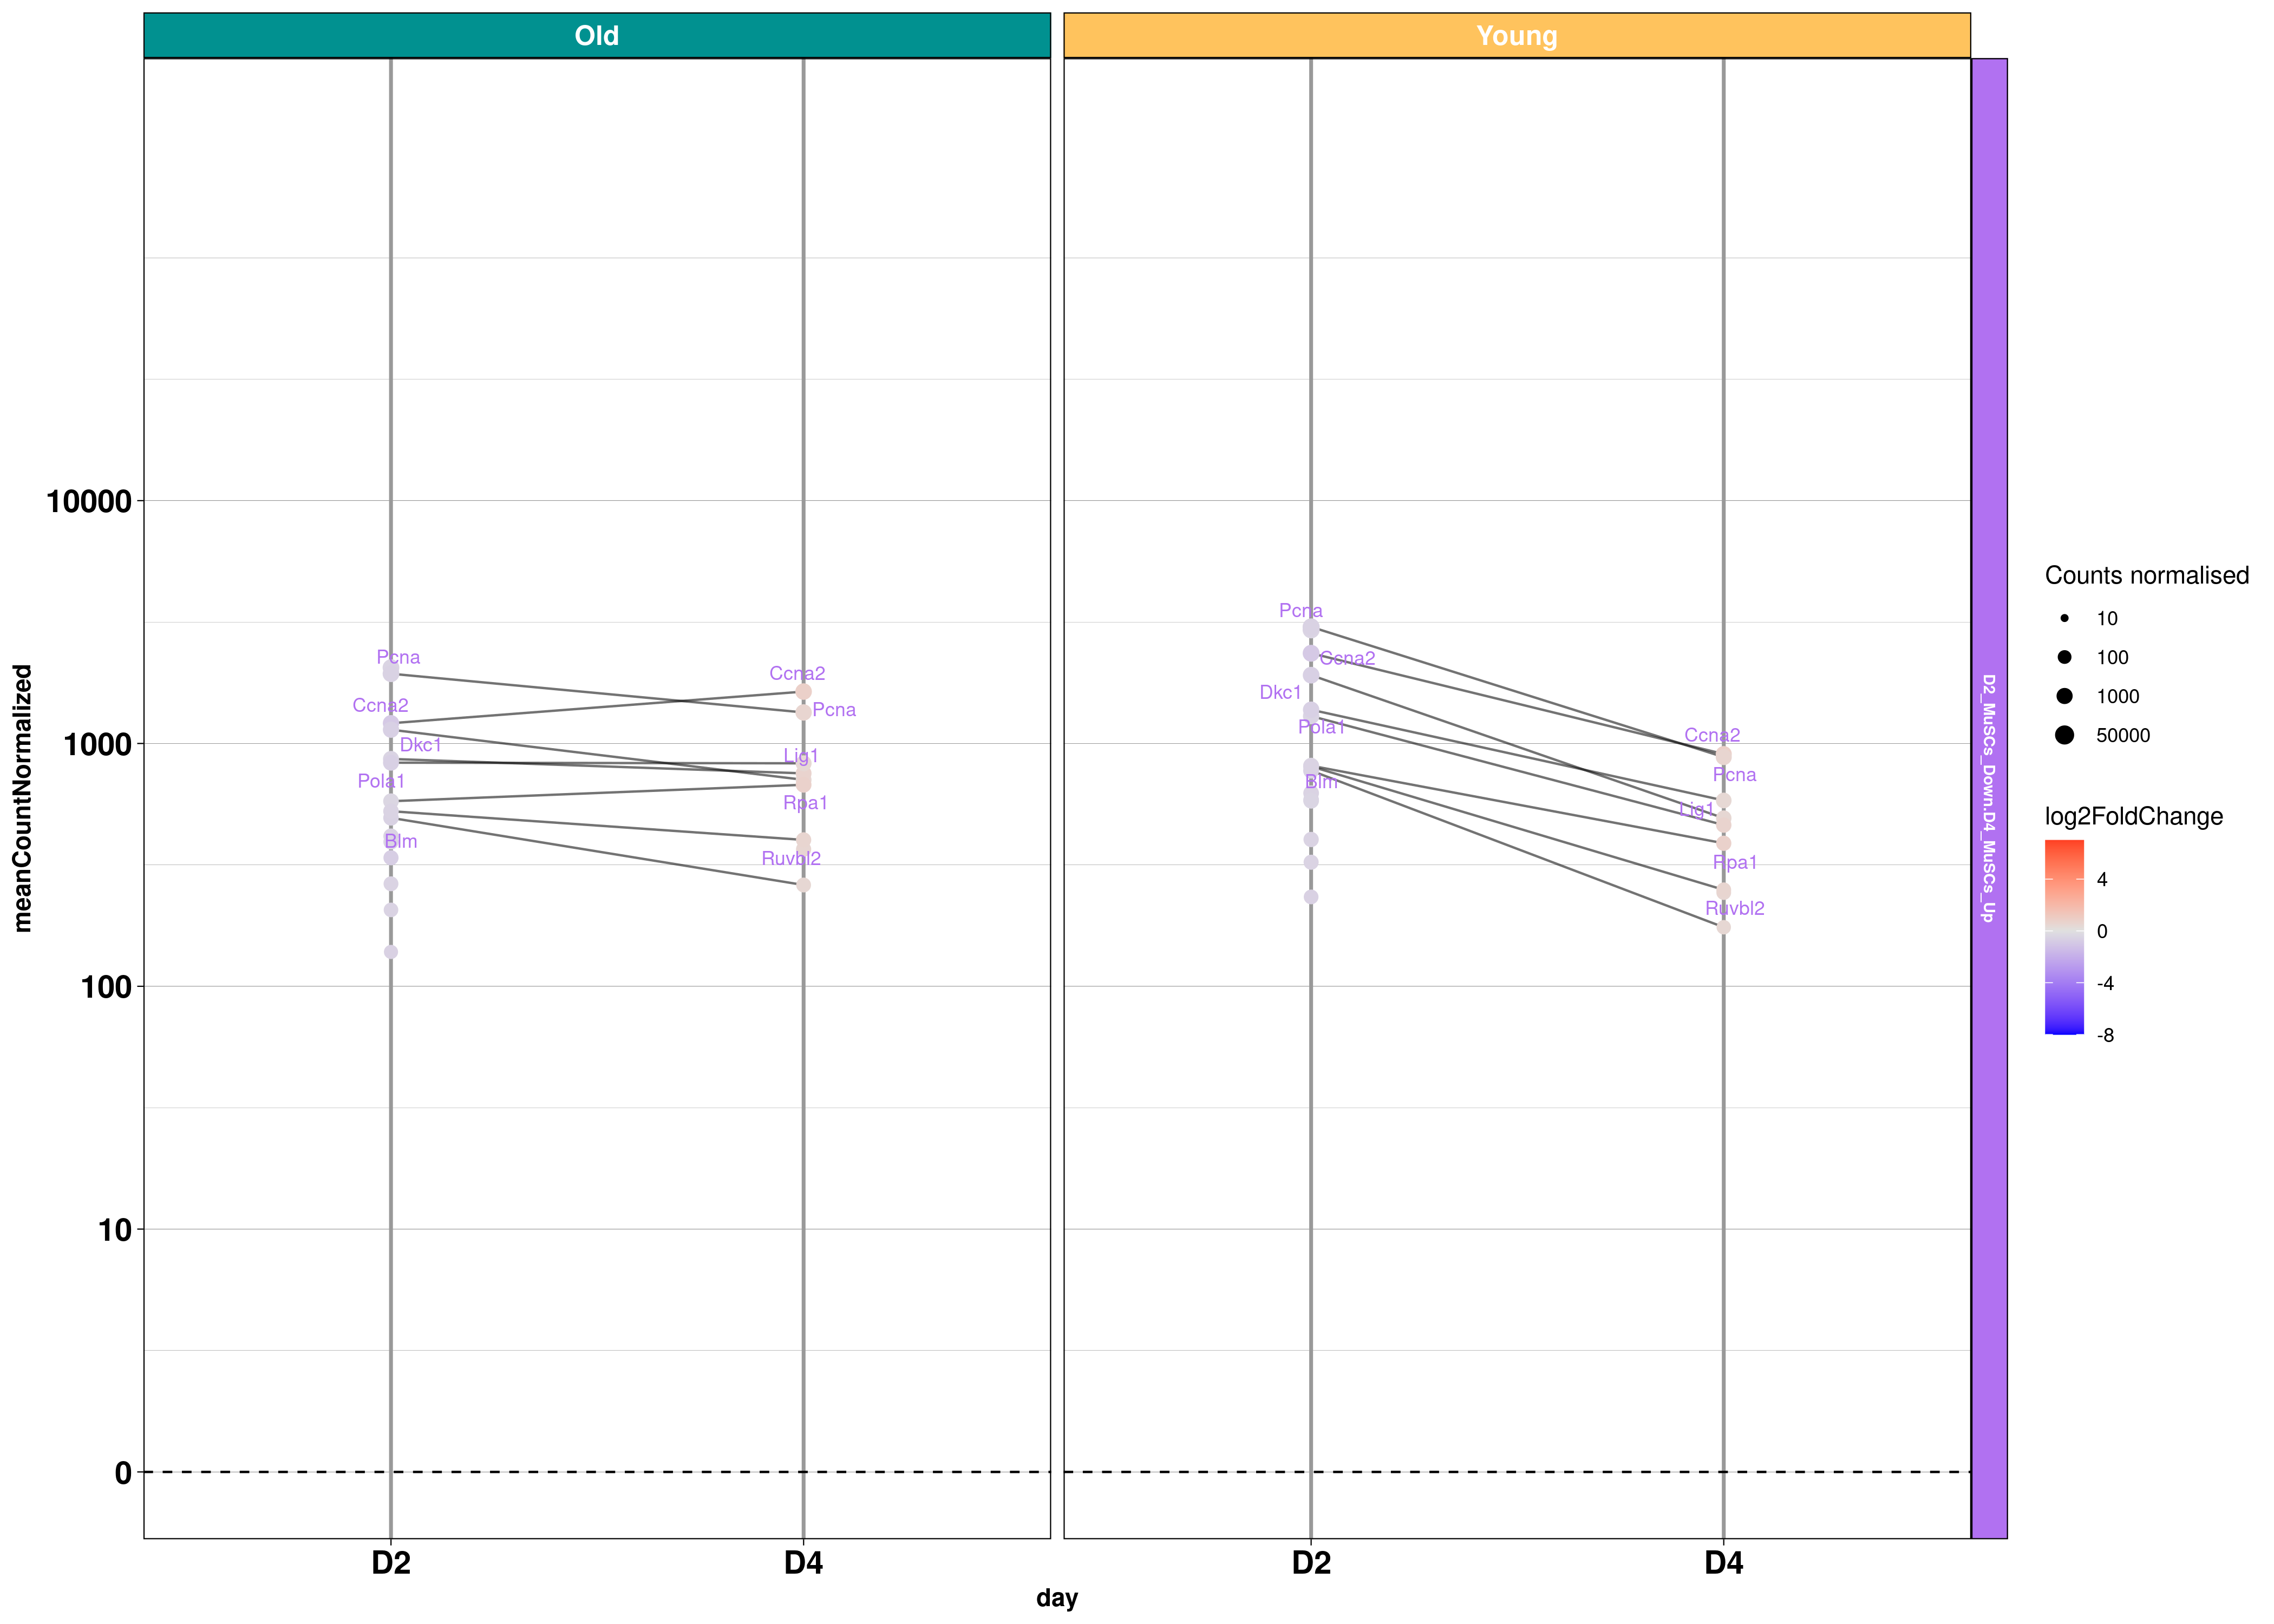 Old
Young
meanCountNormalized
10000
1000
100
10
0
Pcna
Ccna2
Dkc1
Pola1
Blm
Ccna2
Pcna
Lig1
Rpa1
Ruvbl2
D2
D4
Pcna
Ccna2
Dkc1
Pola1
Blm
Ccna2
Pcna
Lig1
Rpa1
Ruvbl2
D2
D4
day
D2_MuSCs_Down.D4_MuSCs_Up
Counts normalised
10
100
1000
50000
log2FoldChange
4
0
-4
-8